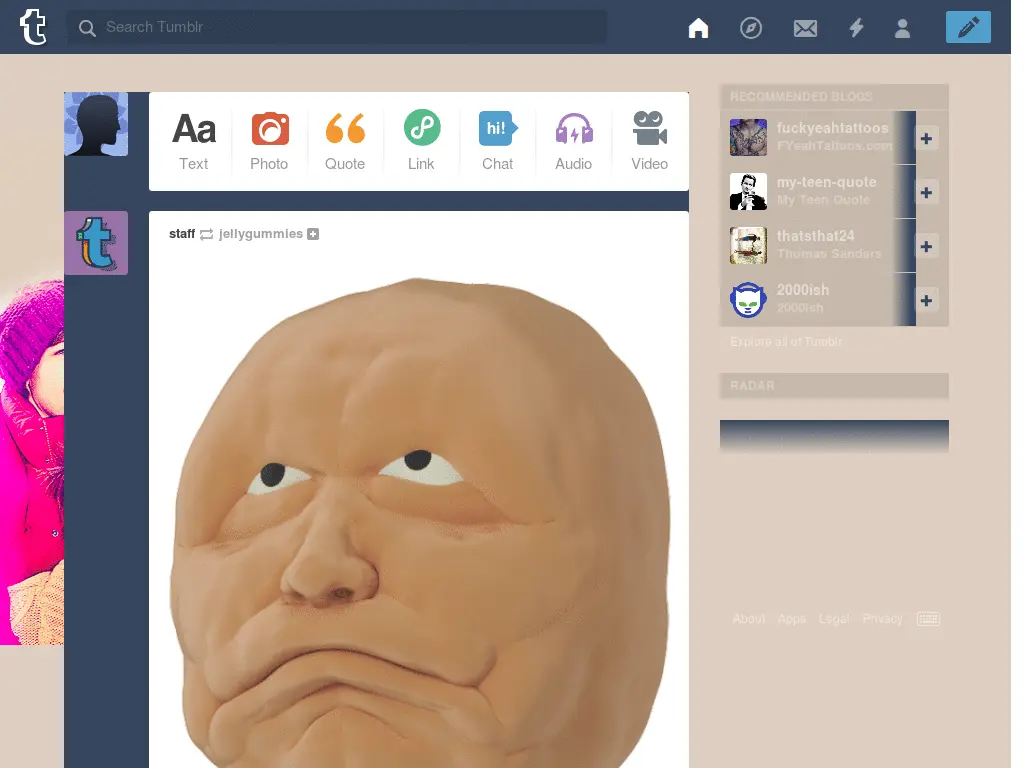 Search Tumblr
Aa
hi!
Text Photo Quote Link Chat Audio Video
staff jellygummies
RECOMMENDED BLOGS
fuckyeahtattoos
FYeahTattoos.com
my-teen-quote
My Teen Quote
thatsthat24
Thomas Sanders
2000ish
2000ish
Explore all of Tumblr
RADAR
About Apps Legal Privacy